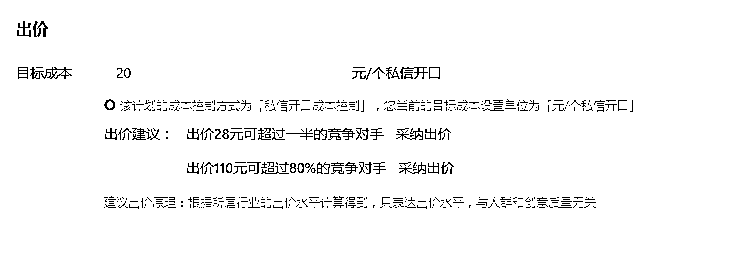 出价
目标成本 20 元/个私信开口
该计划的成本控制方式为「私信开口成本控制」，您当前的目标成本设置单位为「元/个私信开口」
出价建议： 出价28元可超过一半的竞争对手 采纳出价
出价110元可超过80%的竞争对手 采纳出价
建议出价原理：根据所属行业的出价水平计算得到，只表达出价水平，与人群和创意质量无关